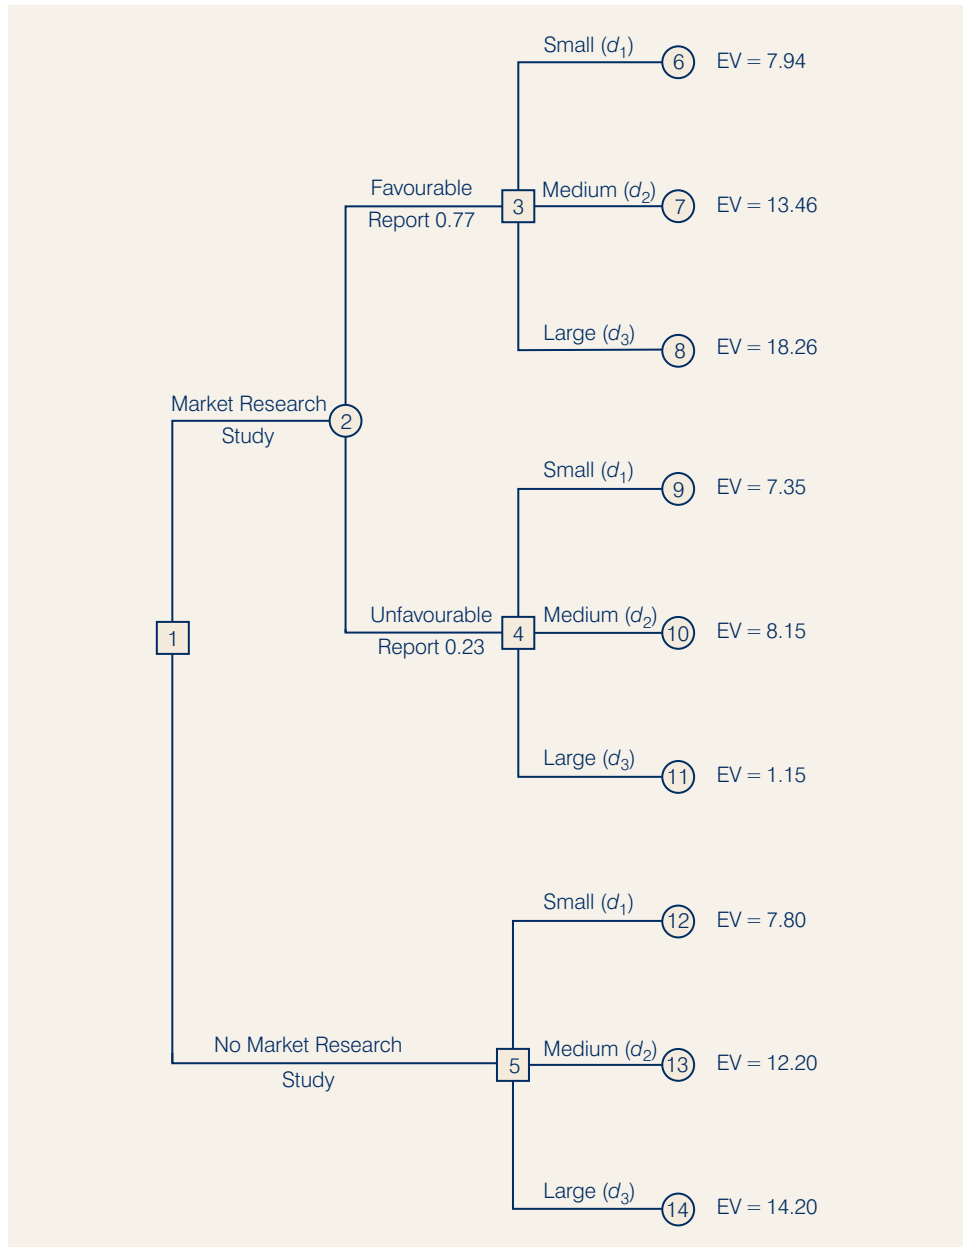 Small (d1)
6
EV = 7.94
Favourable
Report 0.77
3
Medium (d2)
7
EV = 13.46
Large (d3)
8
EV = 18.26
Market Research
Study
2
Small (d1)
9
EV = 7.35
Unfavourable
Report 0.23
4
Medium (d2)
10
EV = 8.15
1
Large (d3)
11
EV = 1.15
Small (d1)
12
EV = 7.80
No Market Research
Study
5
Medium (d2)
13
EV = 12.20
Large (d3)
14
EV = 14.20